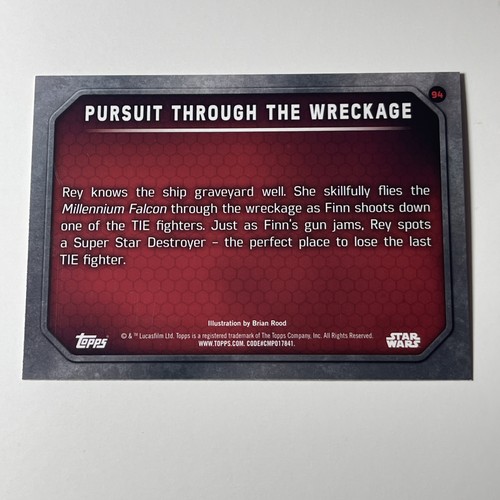 94
PURSUIT THROUGH THE WRECKAGE
Rey knows the ship graveyard well. She skillfully flies the
Millennium Falcon through the wreckage as Finn shoots down
one of the TIE fighters. Just as Finn's gun jams, Rey spots
a Super Star Destroyer – the perfect place to lose the last
TIE fighter.
Illustration by Brian Rood
Topps
© & ™ Lucasfilm Ltd. Topps is a registered trademark of The Topps Company, Inc. All Rights Reserved.
WWW.TOPPS.COM. CODE#CMP017841.
STAR
WARS